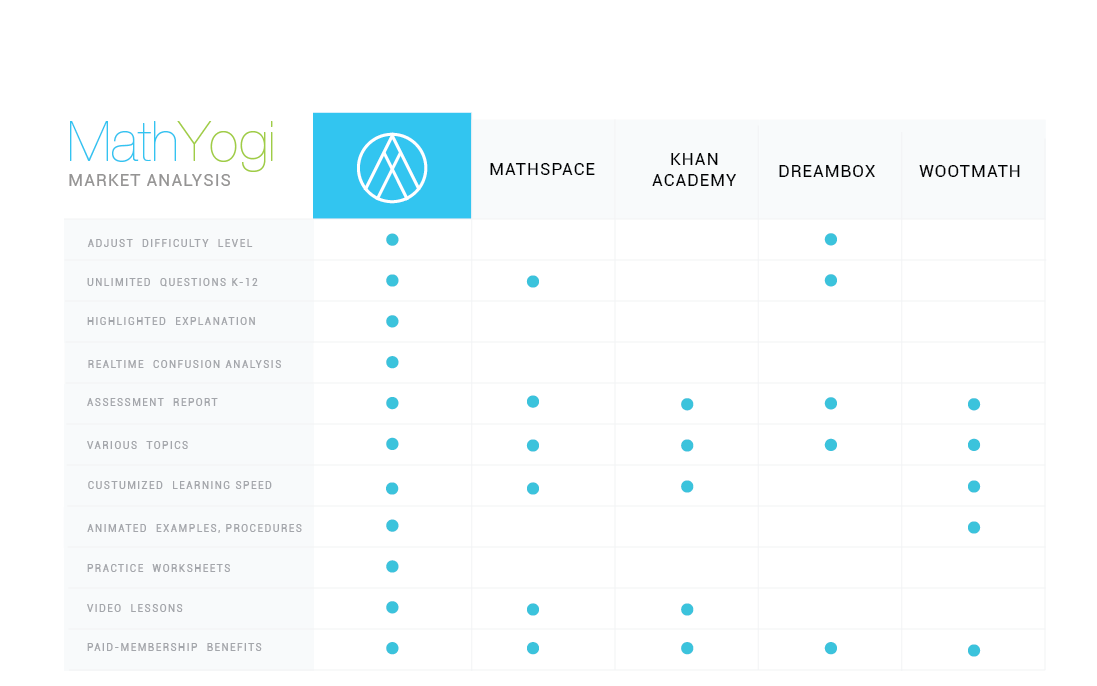 MathYogi
MARKET ANALYSIS
MATHSPACE
KHAN
ACADEMY
DREAMBOX
WOOTMATH
ADJUST DIFFICULTY LEVEL
UNLIMITED QUESTIONS K-12
HIGHLIGHTED EXPLANATION
REALTIME CONFUSION ANALYSIS
ASSESSMENT REPORT
VARIOUS TOPICS
CUSTUMIZED LEARNING SPEED
ANIMATED EXAMPLES, PROCEDURES
PRACTICE WORKSHEETS
VIDEO LESSONS
PAID-MEMBERSHIP BENEFITS